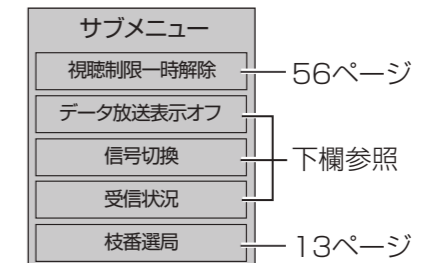 サブメニュー
視聴制限一時解除
56ページ
データ放送表示オフ
信号切換
下欄参照
受信状況
枝番選局
13ページ